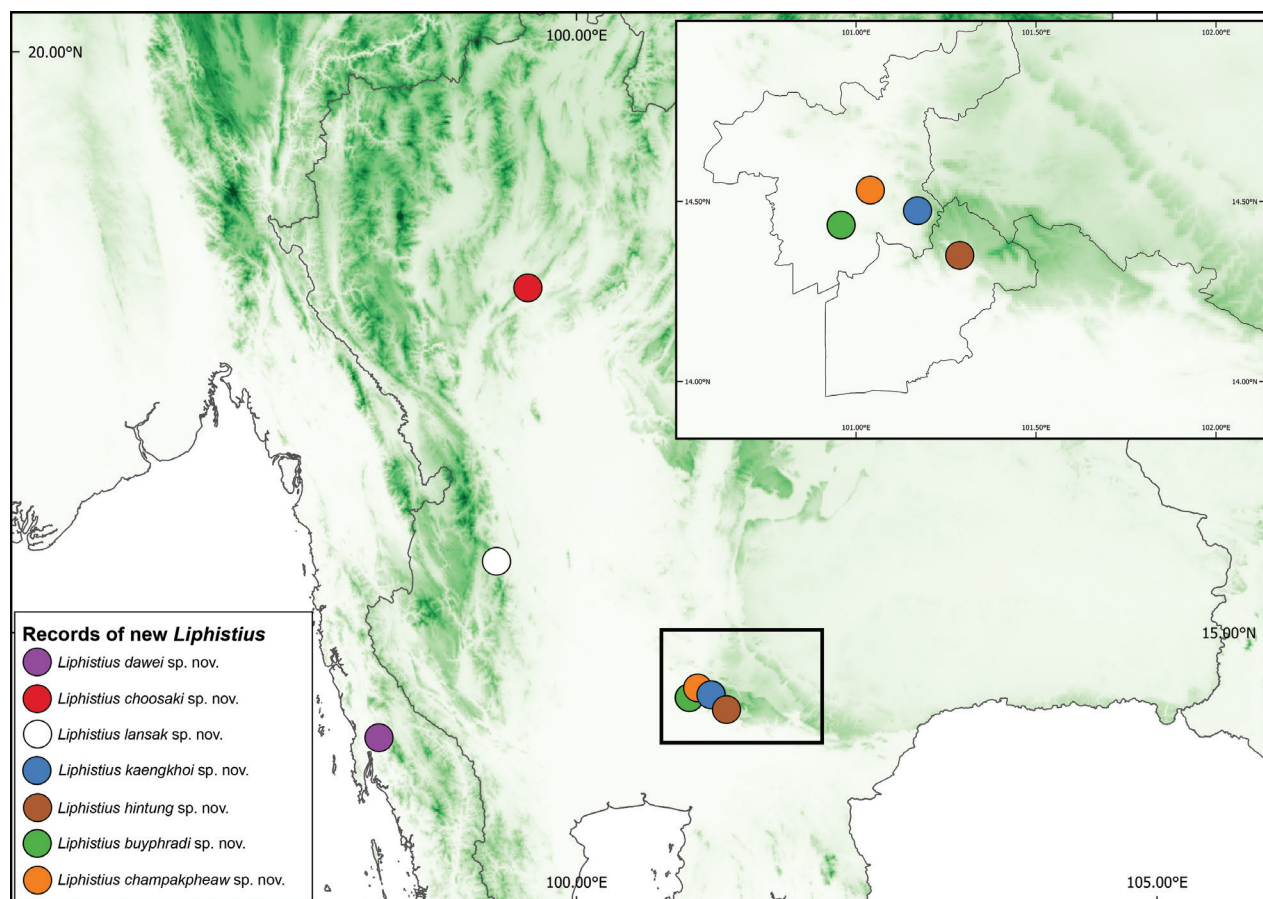 100.00°E
20.00°N
101.00°E
101.50°E
102.00°E
14.50°N
14.50°N
14.00°N
14.00°N
101.00°E
101.50°E
102.00°E
15.00°N
Records of new Liphistius
Liphistius dawei sp. nov.
Liphistius choosaki sp. nov.
Liphistius lansak sp. nov.
Liphistius kaengkhoi sp. nov.
Liphistius hintung sp. nov.
Liphistius buyphradi sp. nov.
Liphistius champakpheaw sp. nov.
100.00°E
105.00°E